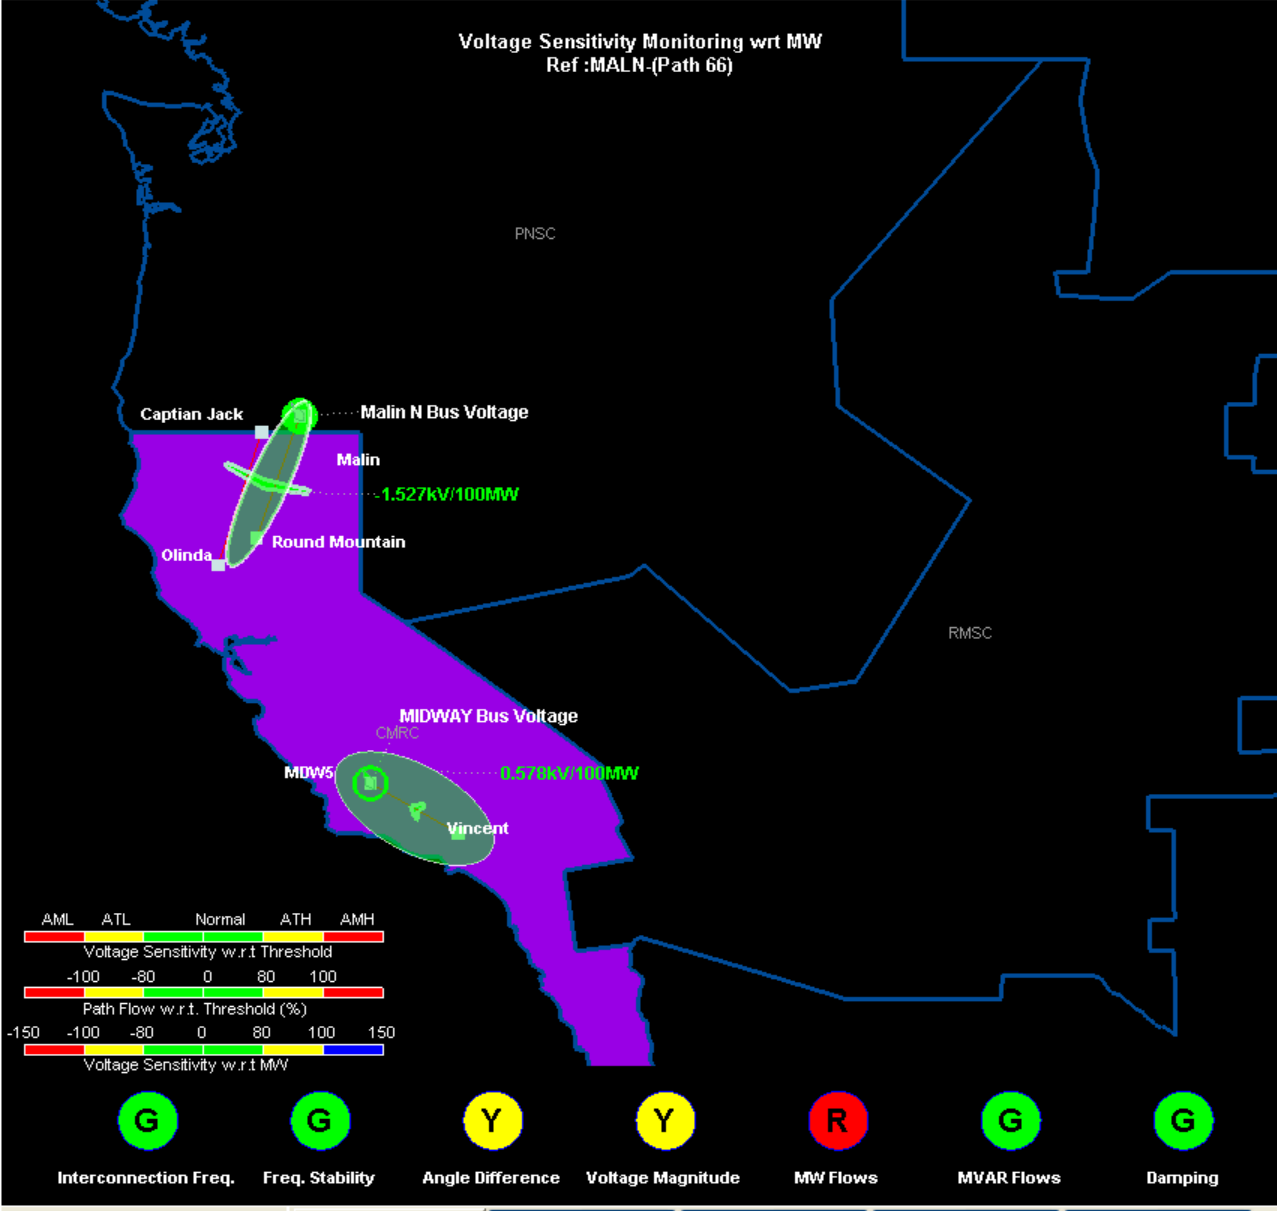 Voltage Sensitivity Monitoring wrt MW
Ref :MALN-(Path 66)
PNSC
Captian Jack
Malin N Bus Voltage
Malin
-1.527kV/100MW
Round Mountain
Olinda
RMSC
MIDWAY Bus Voltage
CMRC
MDW5
0.578kV/100MW
Vincent
AML ATL Normal ATH AMH
Voltage Sensitivity w.r.t Threshold
-100 -80 0 80 100
Path Flow w.r.t. Threshold (%)
-150 -100 -80 0 80 100 150
Voltage Sensitivity w.r.t MW
G G Y Y R G G
Interconnection Freq. Freq. Stability Angle Difference Voltage Magnitude MW Flows MVAR Flows Damping